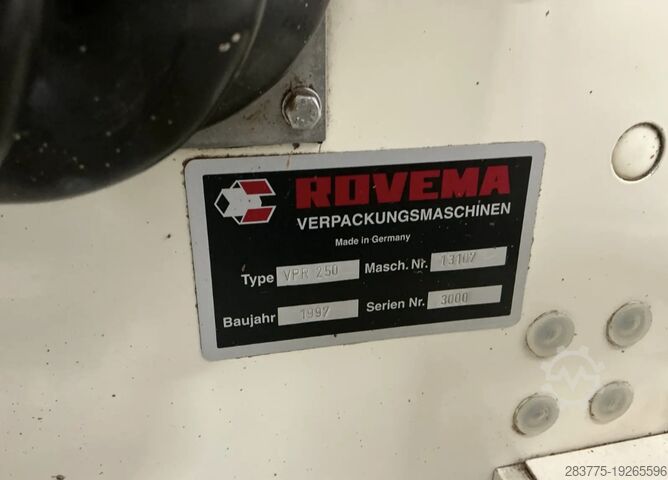 ROVEMA
VERPACKUNGSMASCHINEN
Made in Germany
Type VPR 250 Masch. Nr. 13107
Baujahr 1997 Serien Nr. 3000
283775-19265596